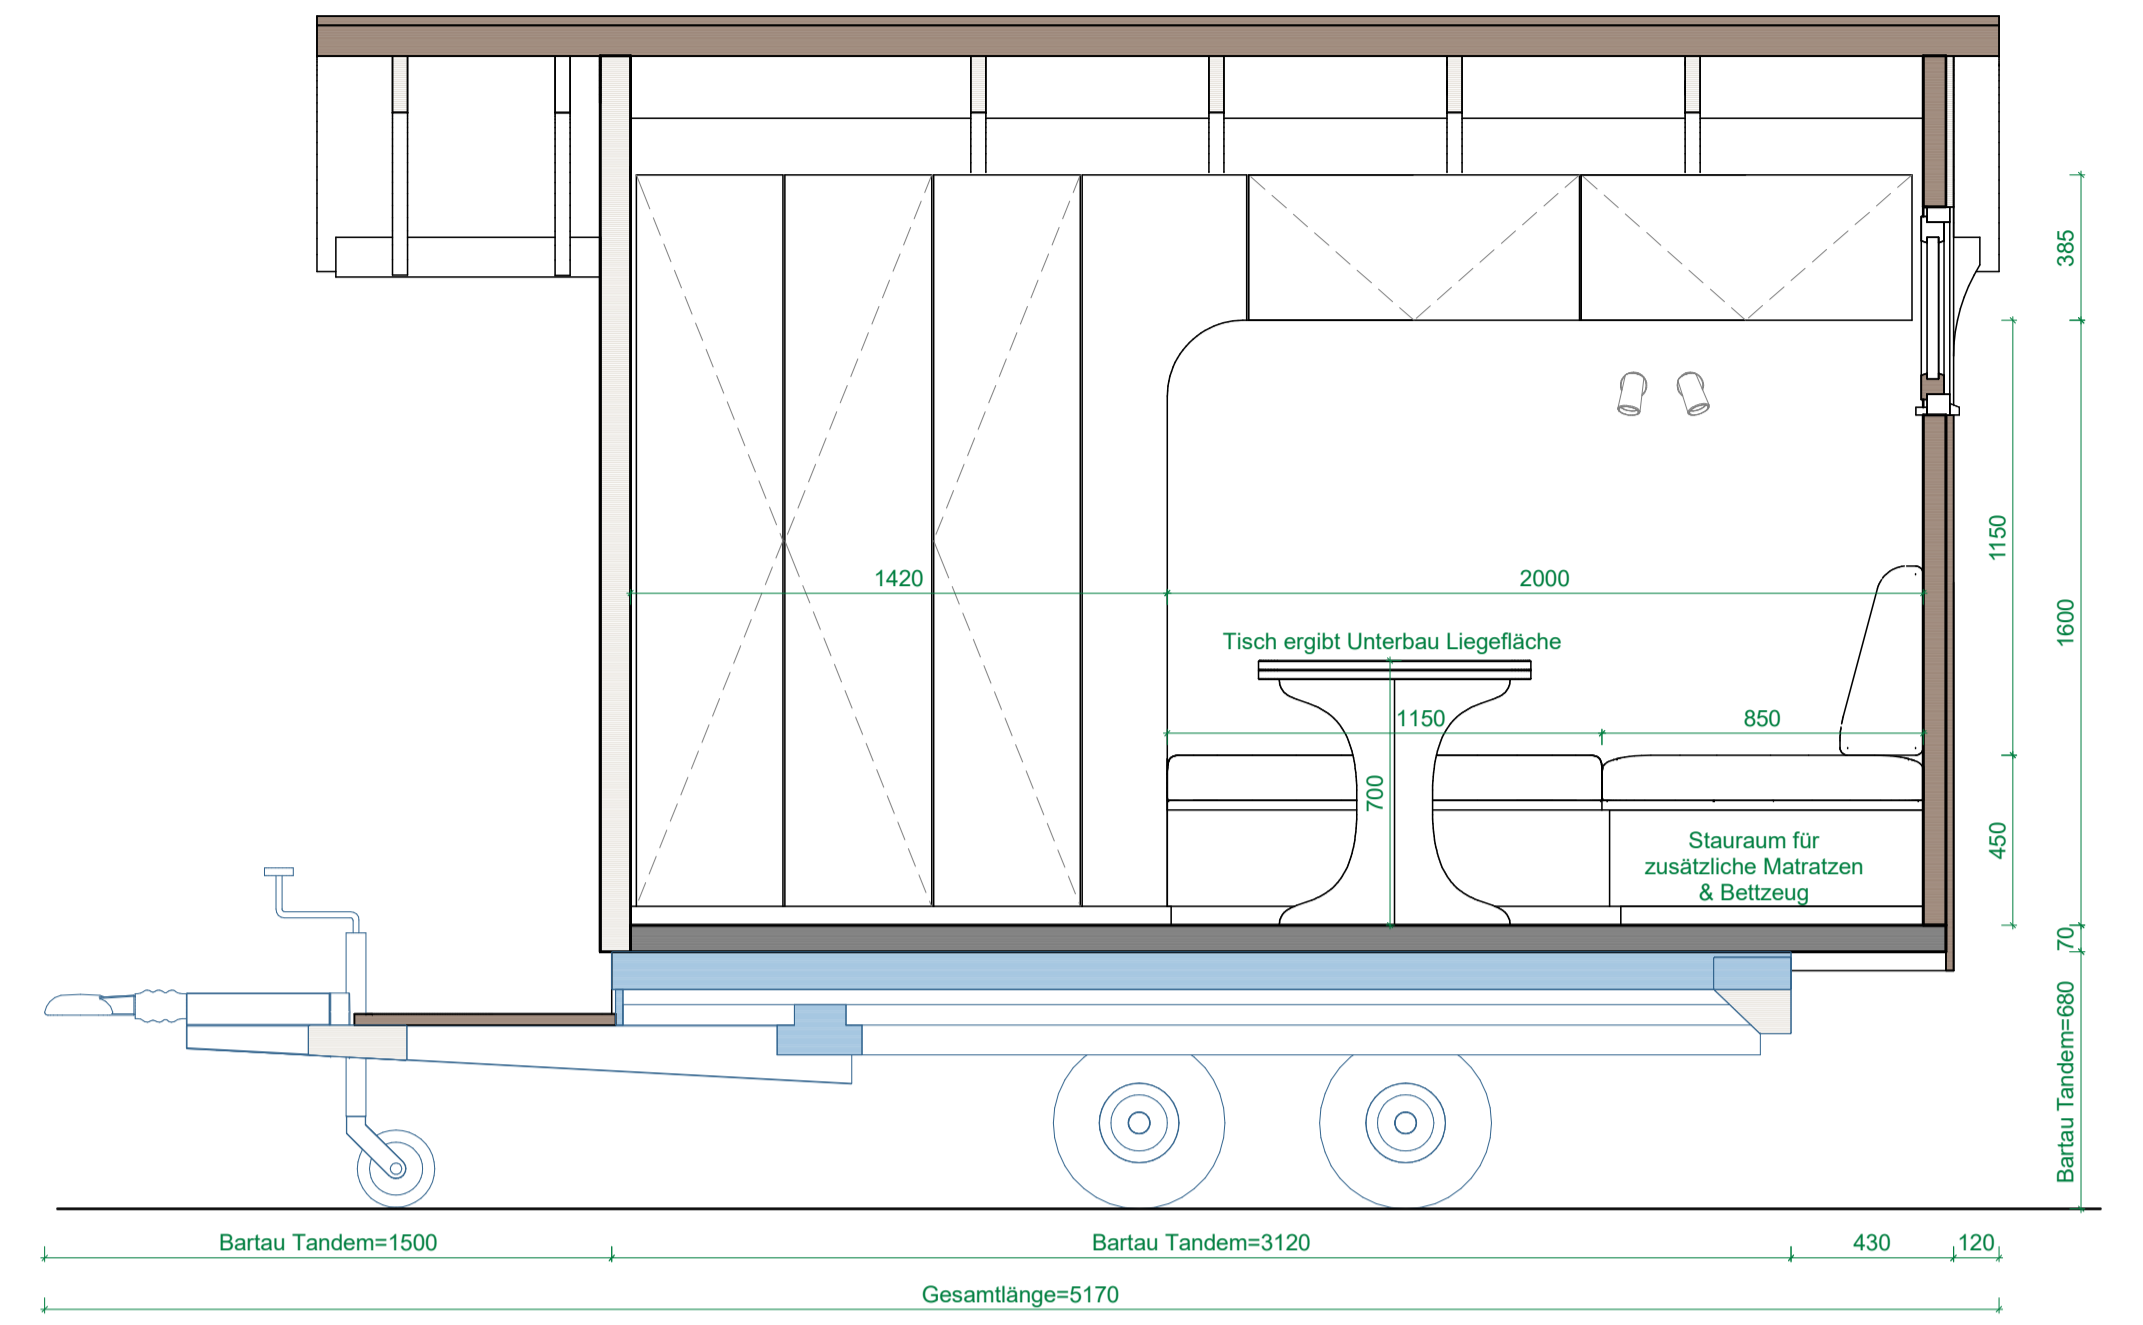 385
1150
1600
1420
2000
Tisch ergibt Unterbau Liegefläche
1150
850
700
450
Stauraum für
zusätzliche Matratzen
& Bettzeug
70
Bartau Tandem=680
Bartau Tandem=1500
Bartau Tandem=3120
430
120
Gesamtlänge=5170